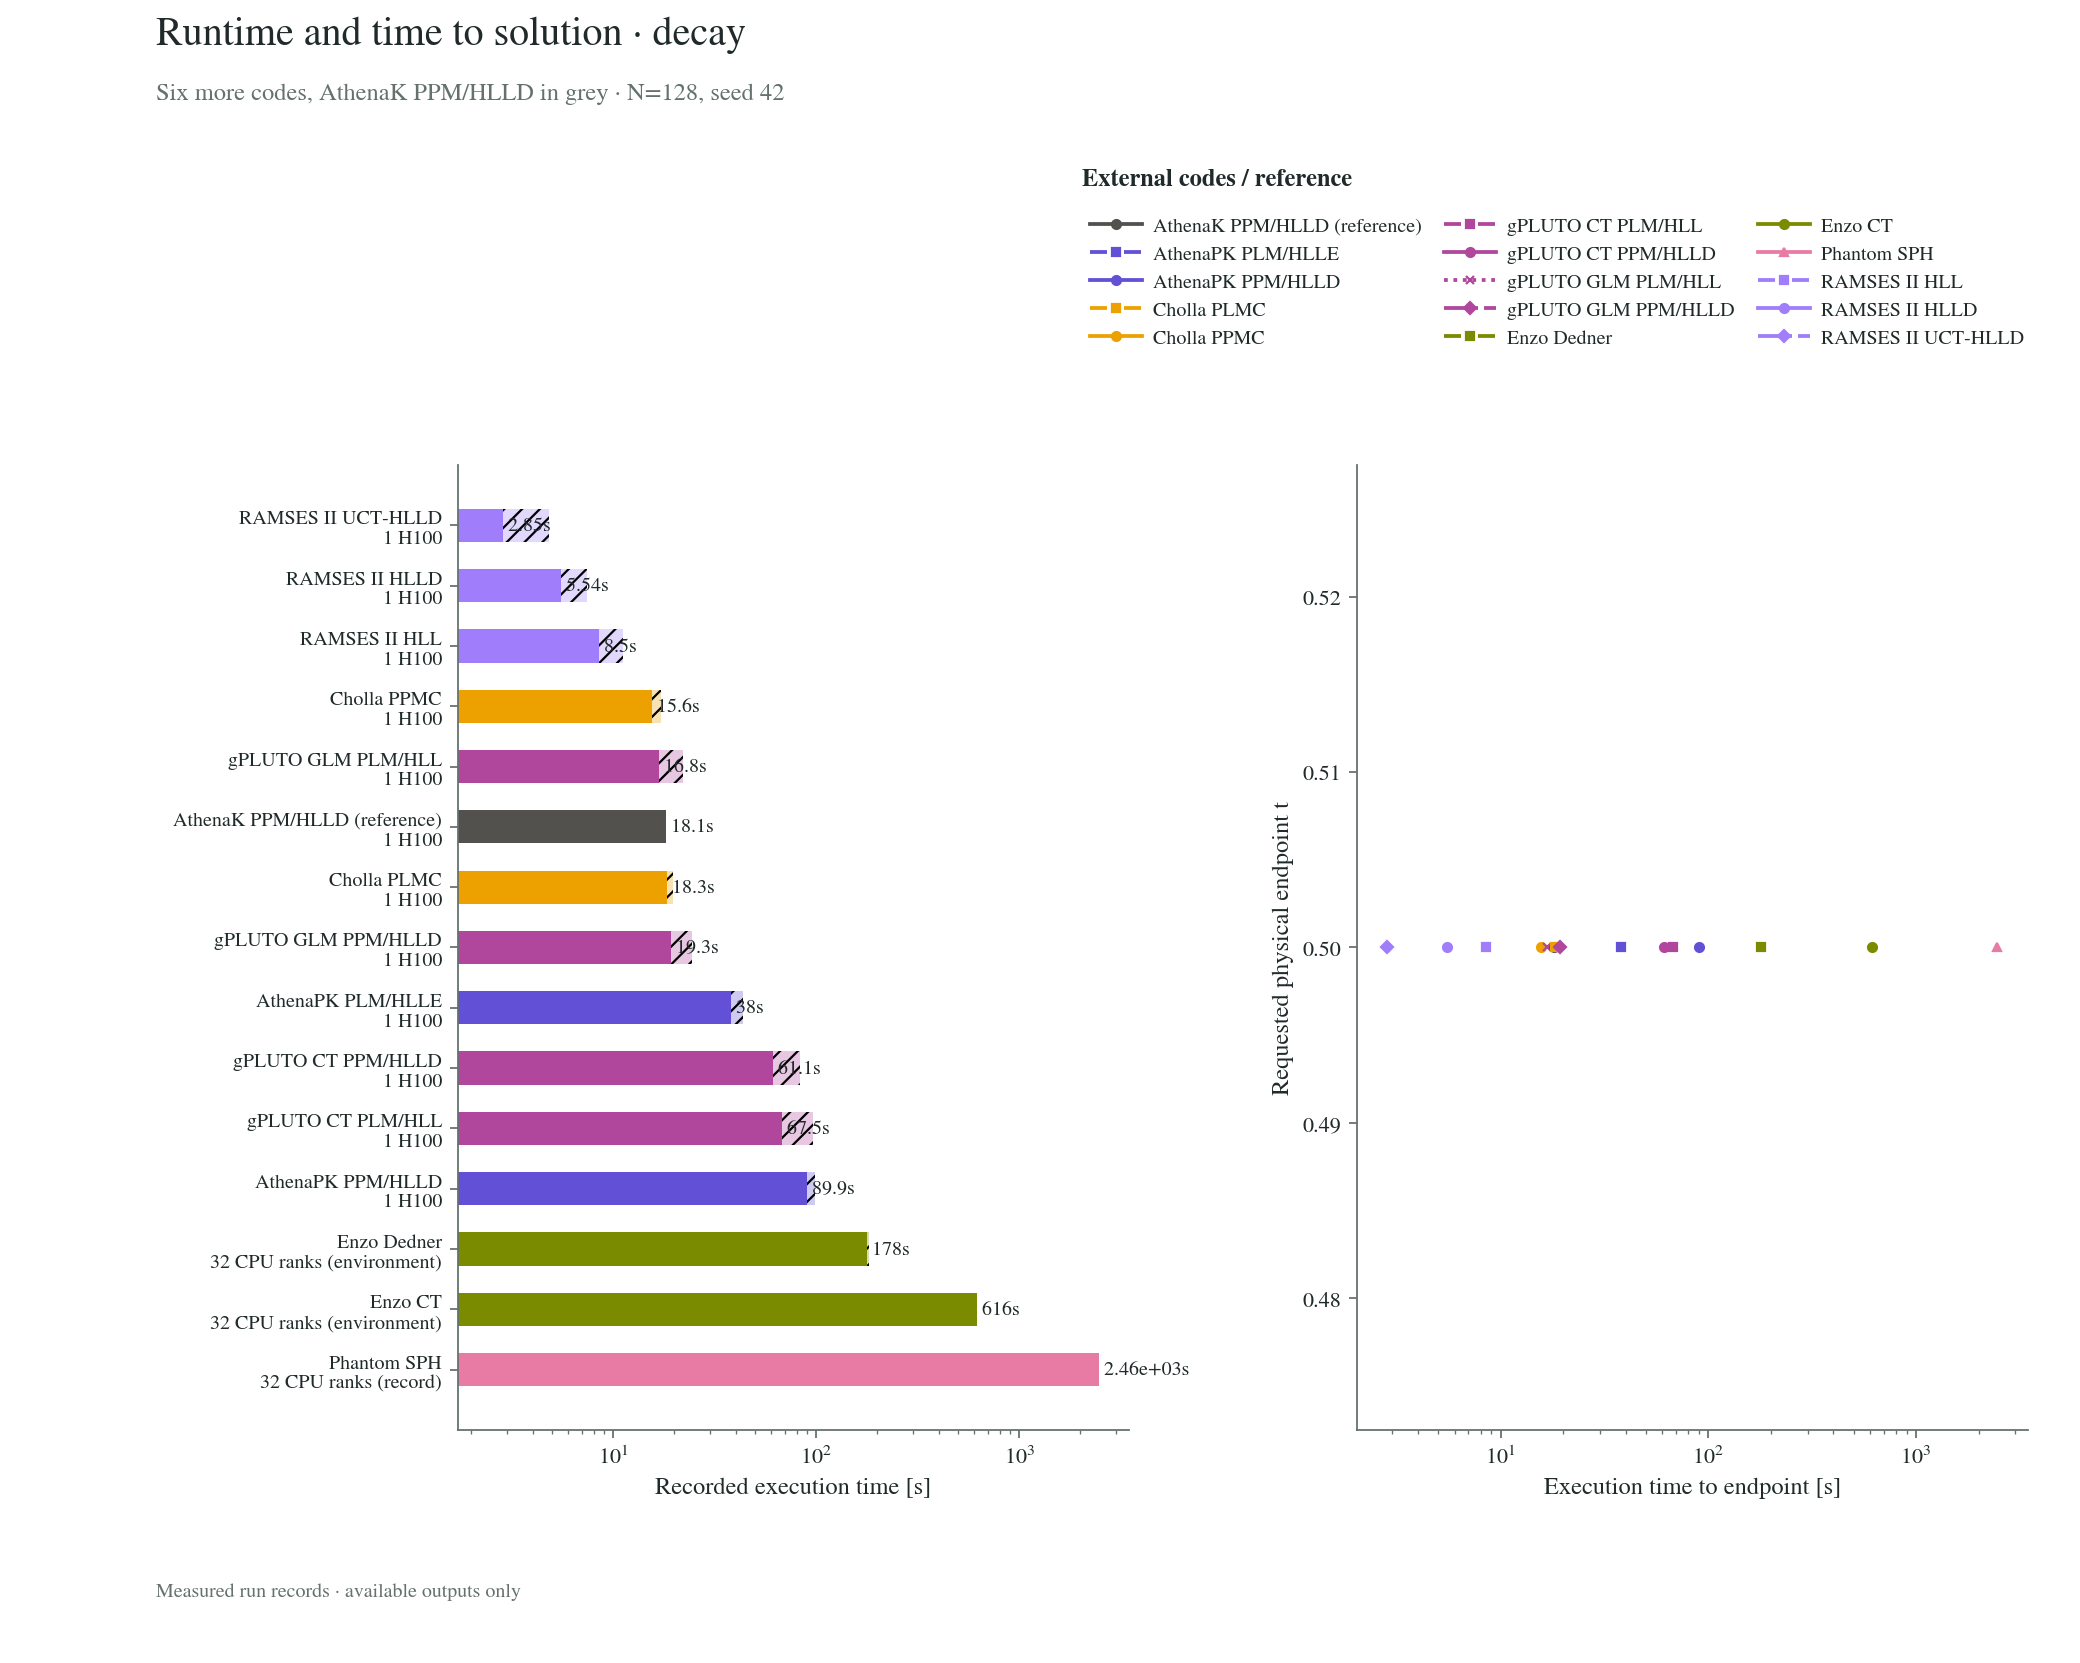 Runtime and time to solution · decay
Six more codes, AthenaK PPM/HLLD in grey · N=128, seed 42
External codes / reference
AthenaK PPM/HLLD (reference)
AthenaPK PLM/HLLE
AthenaPK PPM/HLLD
Cholla PLMC
Cholla PPMC
gPLUTO CT PLM/HLL
gPLUTO CT PPM/HLLD
gPLUTO GLM PLM/HLL
gPLUTO GLM PPM/HLLD
Enzo Dedner
Enzo CT
Phantom SPH
RAMSES II HLL
RAMSES II HLLD
RAMSES II UCT-HLLD
RAMSES II UCT-HLLD
1 H100
2.85s
RAMSES II HLLD
1 H100
5.54s
RAMSES II HLL
1 H100
8.5s
Cholla PPMC
1 H100
15.6s
gPLUTO GLM PLM/HLL
1 H100
16.8s
AthenaK PPM/HLLD (reference)
1 H100
18.1s
Cholla PLMC
1 H100
18.3s
gPLUTO GLM PPM/HLLD
1 H100
19.3s
AthenaPK PLM/HLLE
1 H100
38s
gPLUTO CT PPM/HLLD
1 H100
61.1s
gPLUTO CT PLM/HLL
1 H100
67.5s
AthenaPK PPM/HLLD
1 H100
89.9s
Enzo Dedner
32 CPU ranks (environment)
178s
Enzo CT
32 CPU ranks (environment)
616s
Phantom SPH
32 CPU ranks (record)
2.46e+03s
10¹ 10² 10³
Recorded execution time [s]
Requested physical endpoint t
0.52
0.51
0.50
0.49
0.48
10¹ 10² 10³
Execution time to endpoint [s]
Measured run records · available outputs only